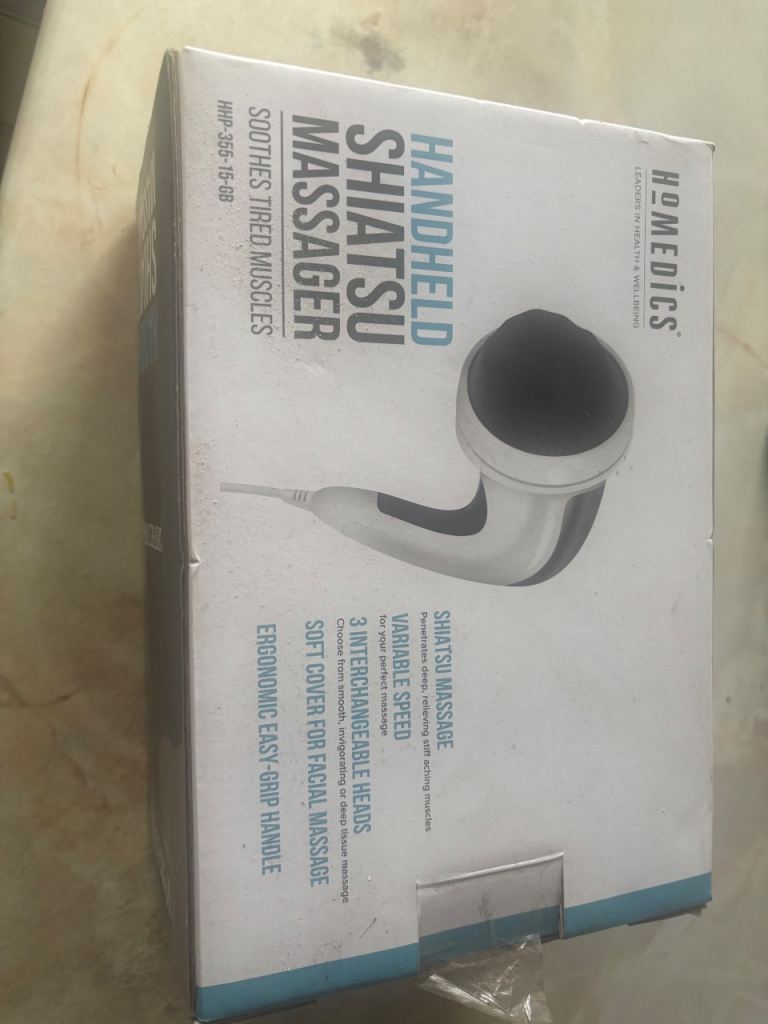 HoMEDiCS®
LEADERS IN HEALTH & WELLBEING
HANDHELD
SHIATSU
MASSAGER
SOOTHES TIRED MUSCLES
HHP-355-15-GB
SHIATSU MASSAGE
Penetrates deep, relieving stiff aching muscles
VARIABLE SPEED
for your perfect massage
3 INTERCHANGEABLE HEADS
Choose from smooth, invigorating or deep tissue massage
SOFT COVER FOR FACIAL MASSAGE
ERGONOMIC EASY-GRIP HANDLE